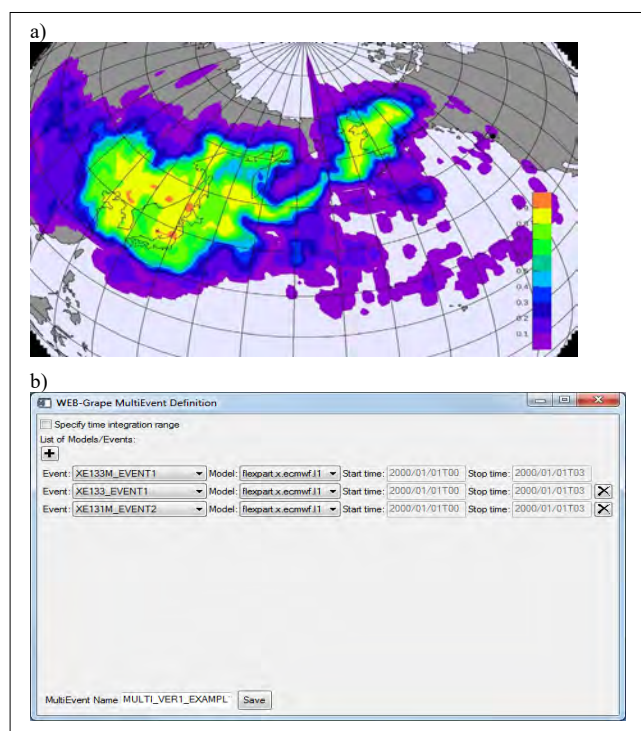 a)
0.4
0.3
0.2
0.1
b)
WEB-Grape MultiEvent Definition
Specify time integration range
List of Models/Events:
Event: XE133M_EVENT1 Model: flexpart.x.ecmwf.l1 Start time: 2000/01/01T00 Stop time: 2000/01/01T03
Event: XE133_EVENT1 Model: flexpart.x.ecmwf.l1 Start time: 2000/01/01T00 Stop time: 2000/01/01T03
Event: XE131M_EVENT2 Model: flexpart.x.ecmwf.l1 Start time: 2000/01/01T00 Stop time: 2000/01/01T03
MultiEvent Name MULTI_VER1_EXAMPL Save